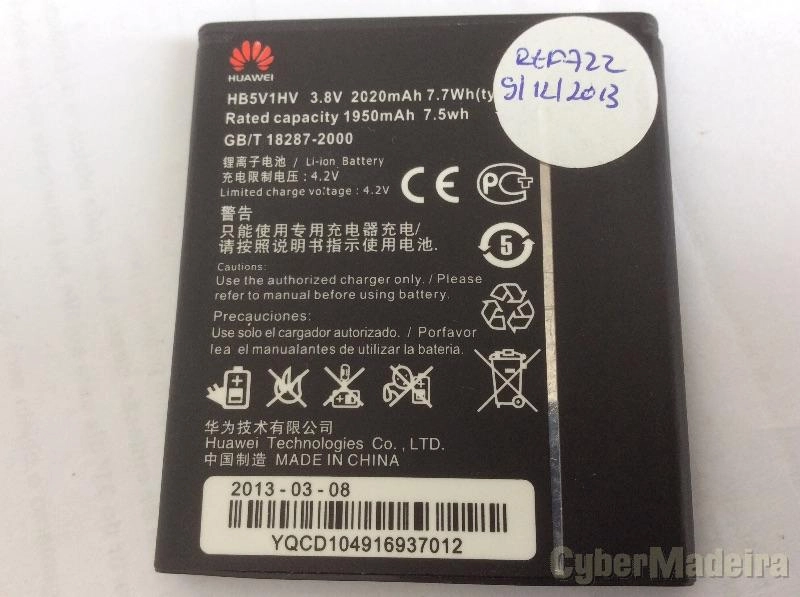 HUAWEI
HB5V1HV 3.8V 2020mAh 7.7Wh(ty
Rated capacity 1950mAh 7.5wh
GB/T 18287-2000
锂离子电池 / Li-ion Battery
充电限制电压：4.2V
Limited charge voltage : 4.2V
CE
PCT
警告
只能使用专用充电器充电/
请按照说明书指示使用电池.
5
Cautions:
Use the authorized charger only. / Please
refer to manual before using battery.
Precauciones:
Use sólo el cargador autorizado. / Porfavor
lea el manualantes de utilizar la bateria.
华为技术有限公司
Huawei Technologies Co., LTD.
中国制造 MADE IN CHINA
2013-03-08
YQCD104916937012
9/12/2013
CyberMadeira